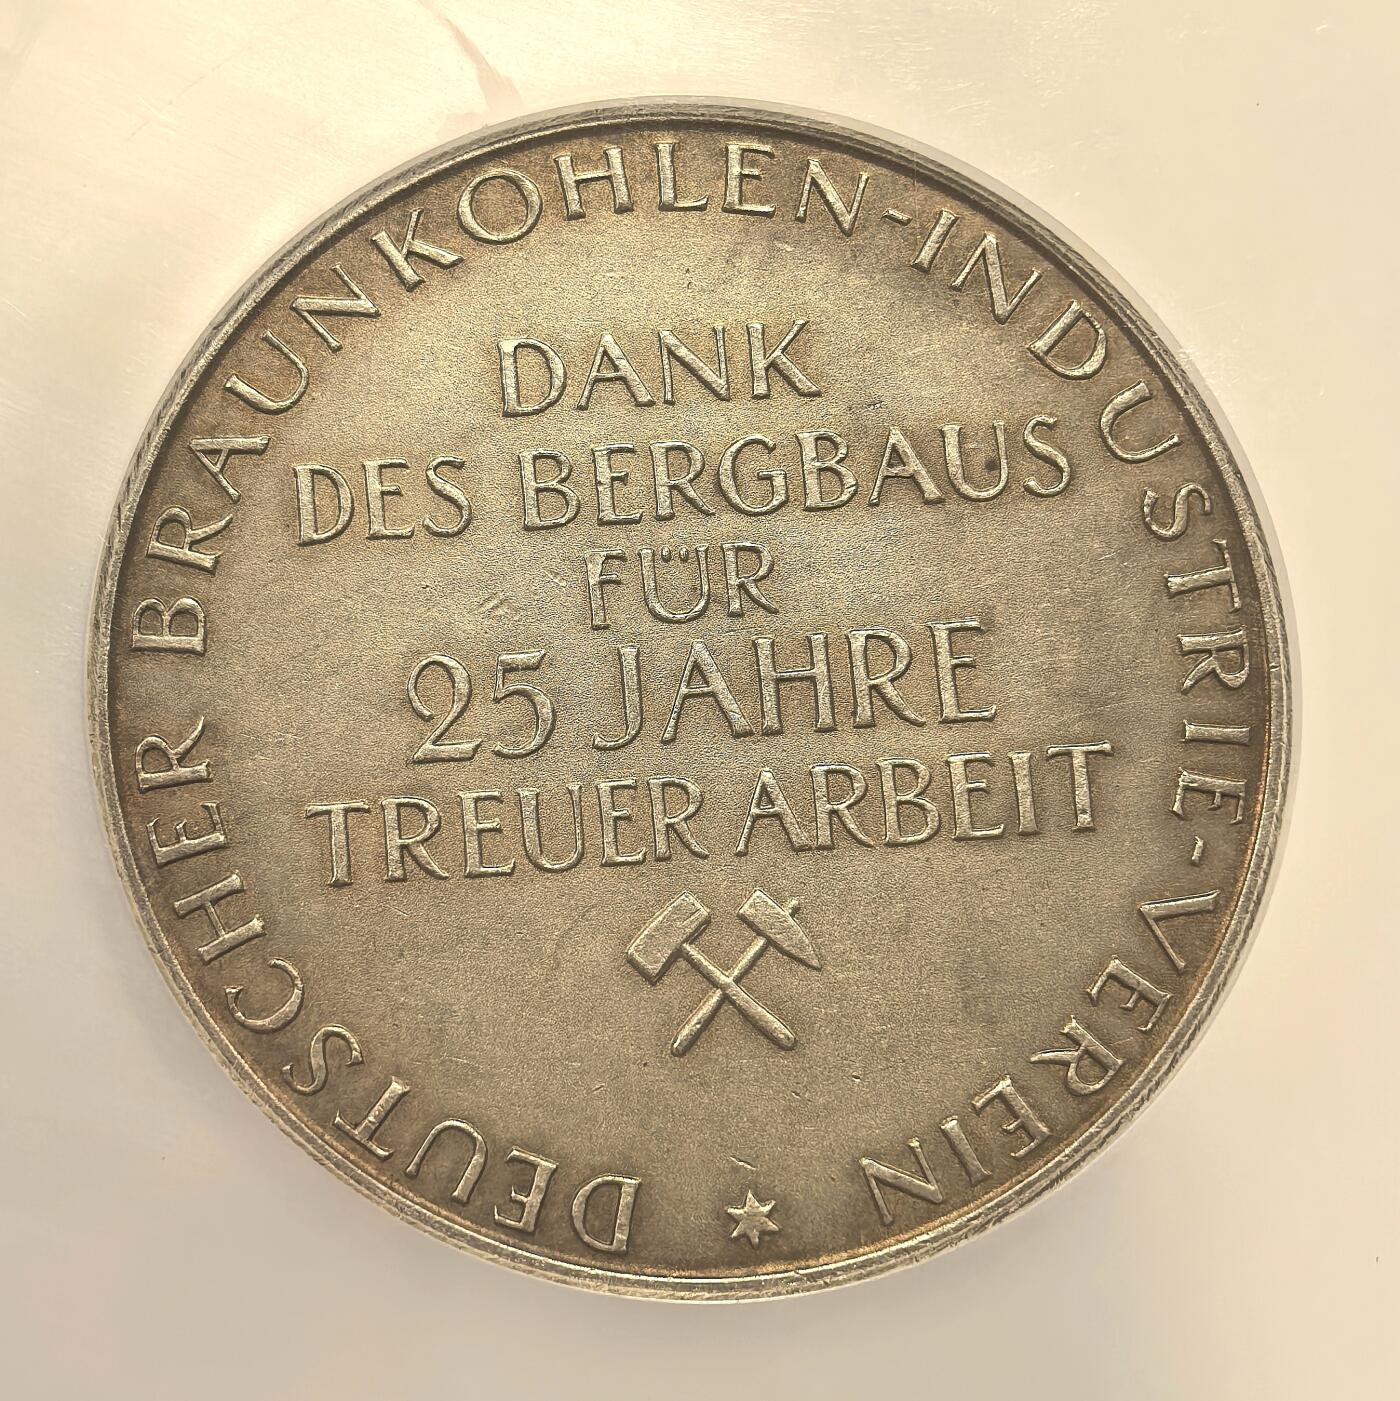 DEUTSCHER BRAUNKOHLEN-INDUSTRIE-VEREIN
DANK
DES BERGBAUS
FÜR
25 JAHRE
TREUER ARBEIT